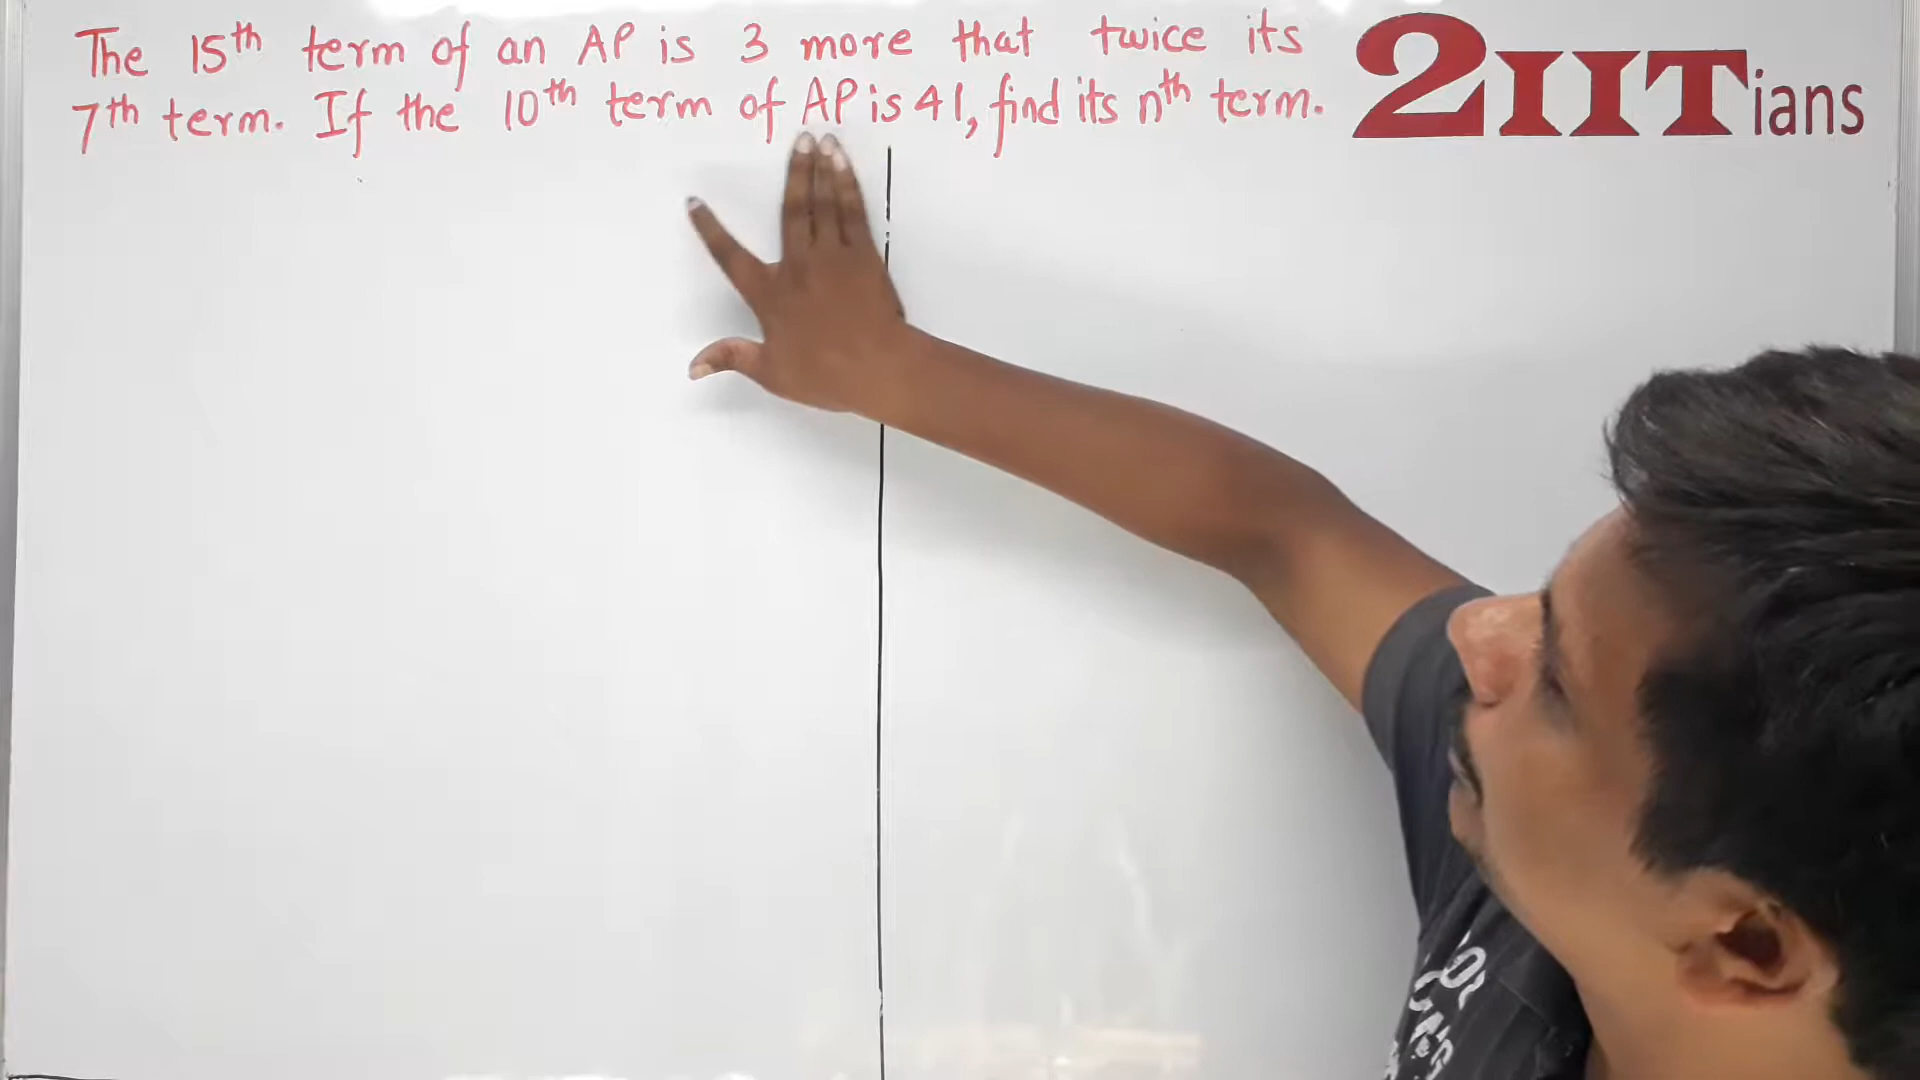 The 15th term of an AP is 3 more that twice its
7th term. If the 10th term of AP is 41, find its nth term.
2IITians